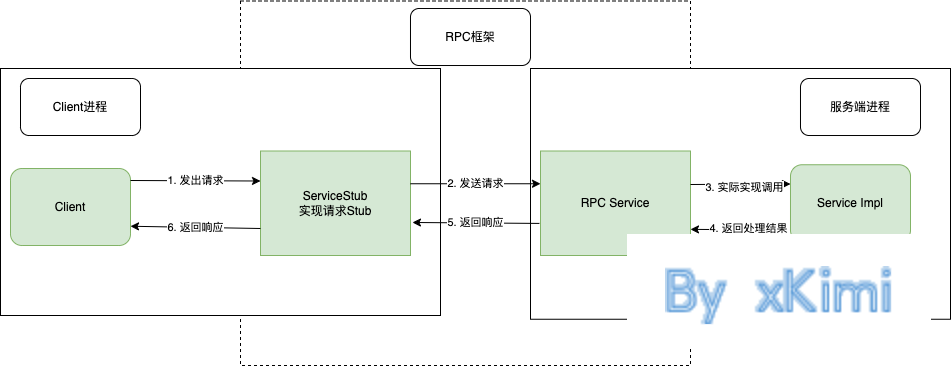 RPC框架
Client进程
服务端进程
Client
1. 发出请求
ServiceStub
实现请求Stub
2. 发送请求
RPC Service
3. 实际实现调用
Service Impl
6. 返回响应
5. 返回响应
4. 返回处理结果
By xKimi